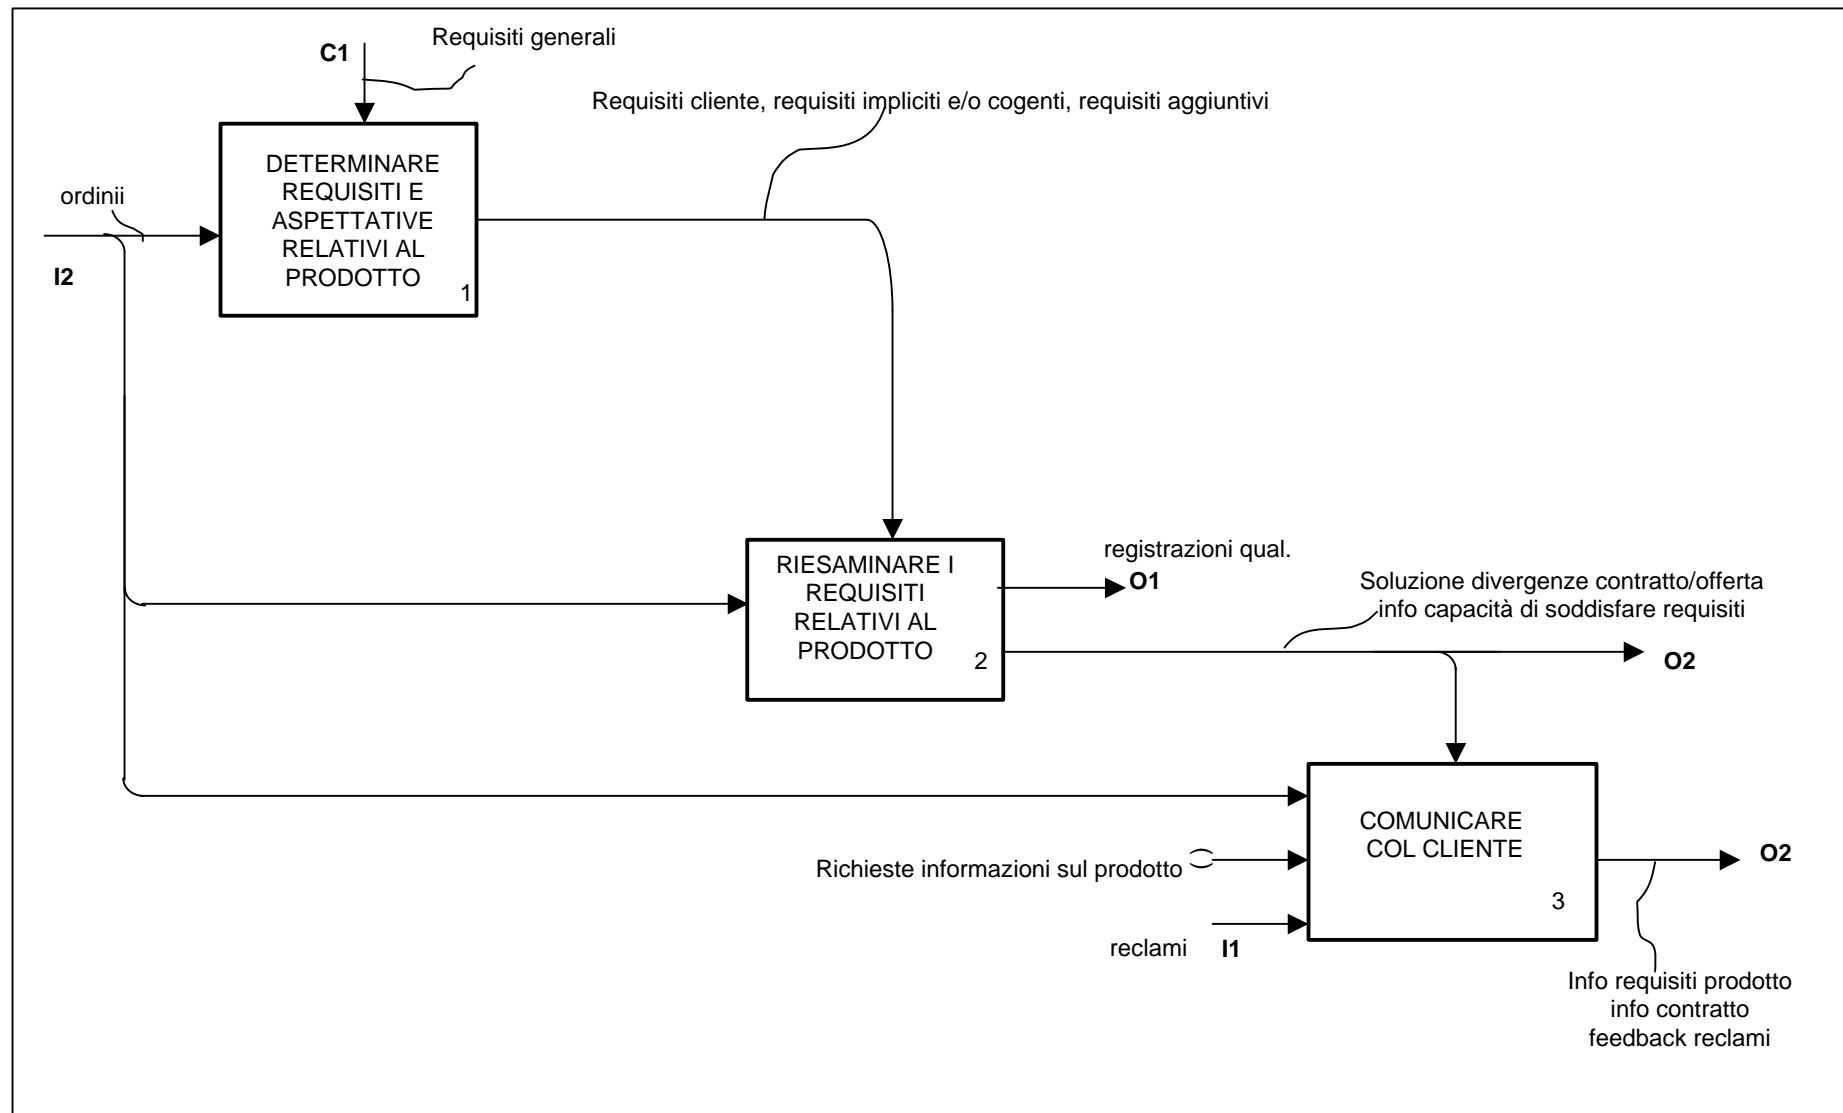 C1
Requisiti generali
Requisiti cliente, requisiti impliciti e/o cogenti, requisiti aggiuntivi
DETERMINARE
REQUISITI E
ASPETTATIVE
RELATIVI AL
PRODOTTO
1
ordinii
I2
RIESAMINARE I
REQUISITI
RELATIVI AL
PRODOTTO
2
registrazioni qual.
O1
Soluzione divergenze contratto/offerta
info capacità di soddisfare requisiti
O2
COMUNICARE
COL CLIENTE
3
Richieste informazioni sul prodotto
reclami I1
O2
Info requisiti prodotto
info contratto
feedback reclami